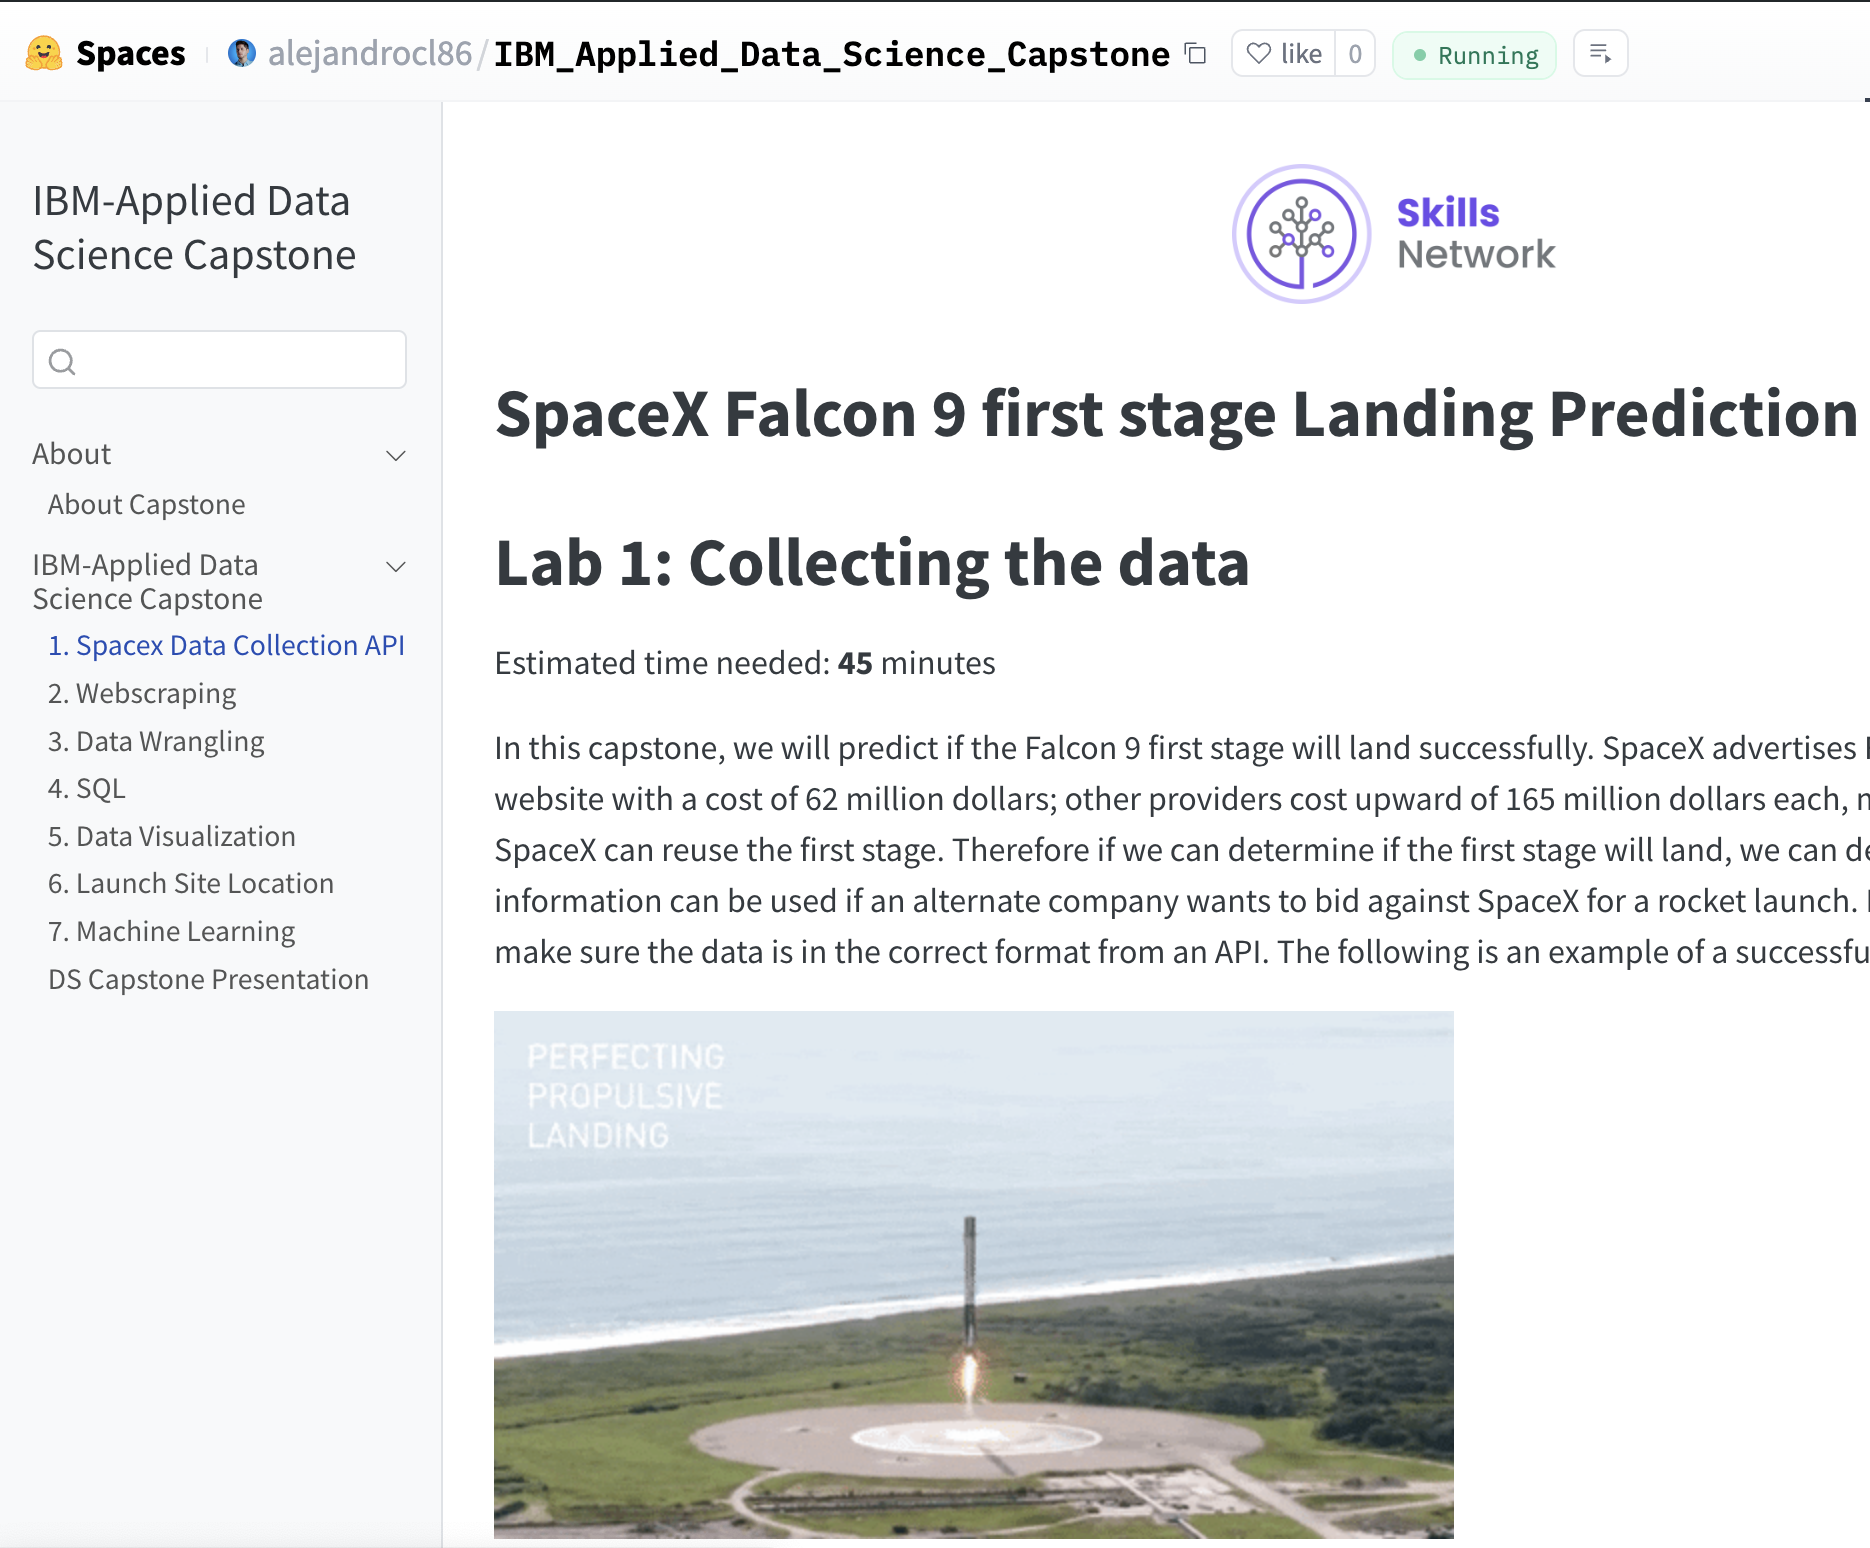 Spaces alejandrocl86/IBM_Applied_Data_Science_Capstone like 0 Running
IBM-Applied Data
Science Capstone
About
About Capstone
IBM-Applied Data
Science Capstone
1. Spacex Data Collection API
2. Webscraping
3. Data Wrangling
4. SQL
5. Data Visualization
6. Launch Site Location
7. Machine Learning
DS Capstone Presentation
Skills
Network
SpaceX Falcon 9 first stage Landing Prediction
Lab 1: Collecting the data
Estimated time needed: 45 minutes
In this capstone, we will predict if the Falcon 9 first stage will land successfully. SpaceX advertises
website with a cost of 62 million dollars; other providers cost upward of 165 million dollars each,
SpaceX can reuse the first stage. Therefore if we can determine if the first stage will land, we can
information can be used if an alternate company wants to bid against SpaceX for a rocket launch.
make sure the data is in the correct format from an API. The following is an example of a
PERFECTING
PROPULSIVE
LANDING